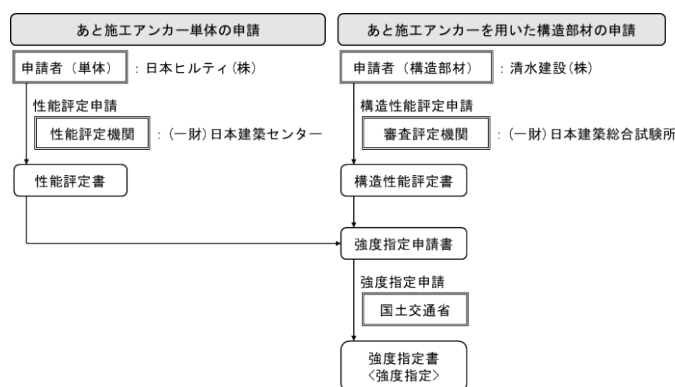 あと施工アンカー単体の申請
あと施工アンカーを用いた構造部材の申請
申請者（単体）：日本ヒルティ(株)
申請者（構造部材）：清水建設(株)
性能評定申請
構造性能評定申請
性能評定機関：(一財)日本建築センター
審査評定機関：(一財)日本建築総合試験所
性能評定書
構造性能評定書
強度指定申請書
強度指定申請
国土交通省
強度指定書
〈強度指定〉